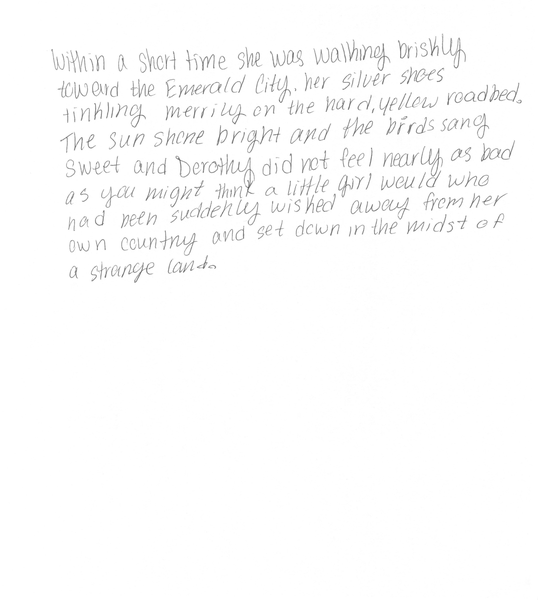 Within a short time she was walking briskly
toward the Emerald City, her silver shoes
tinkling merrily on the hard, yellow roadbed.
The sun shone bright and the birds sang
sweet and Dorothy did not feel nearly as bad
as you might think a little girl would who
had been suddenly wished away from her
own country and set down in the midst of
a strange land.